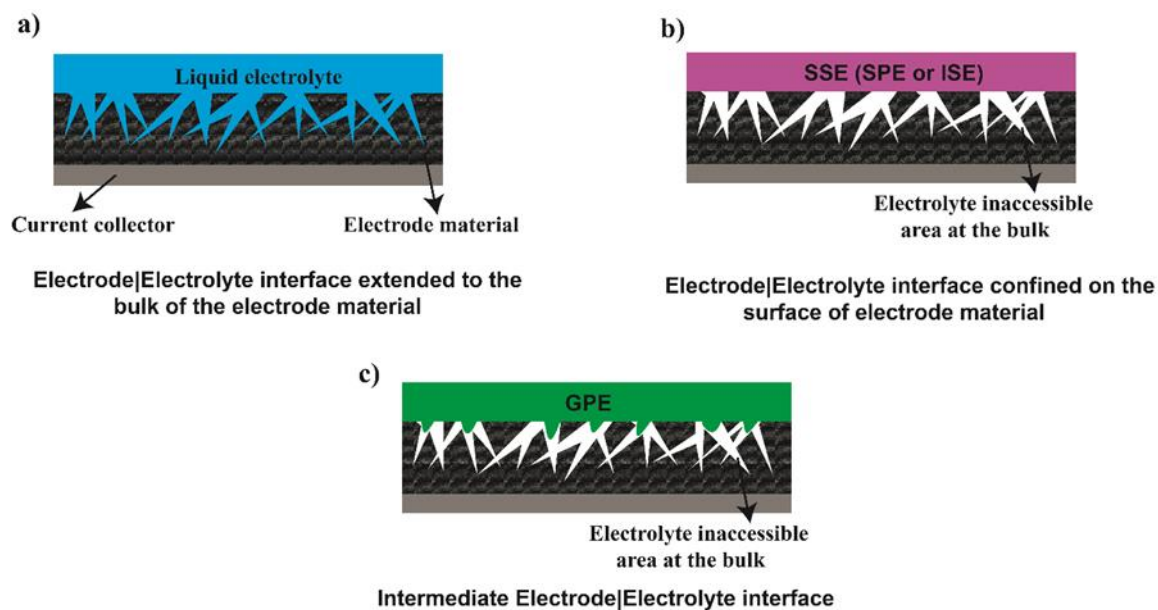 a)
Liquid electrolyte
Current collector
Electrode material
Electrode|Electrolyte interface extended to the
bulk of the electrode material
b)
SSE (SPE or ISE)
Electrolyte inaccessible
area at the bulk
Electrode|Electrolyte interface confined on the
surface of electrode material
c)
GPE
Electrolyte inaccessible
area at the bulk
Intermediate Electrode|Electrolyte interface